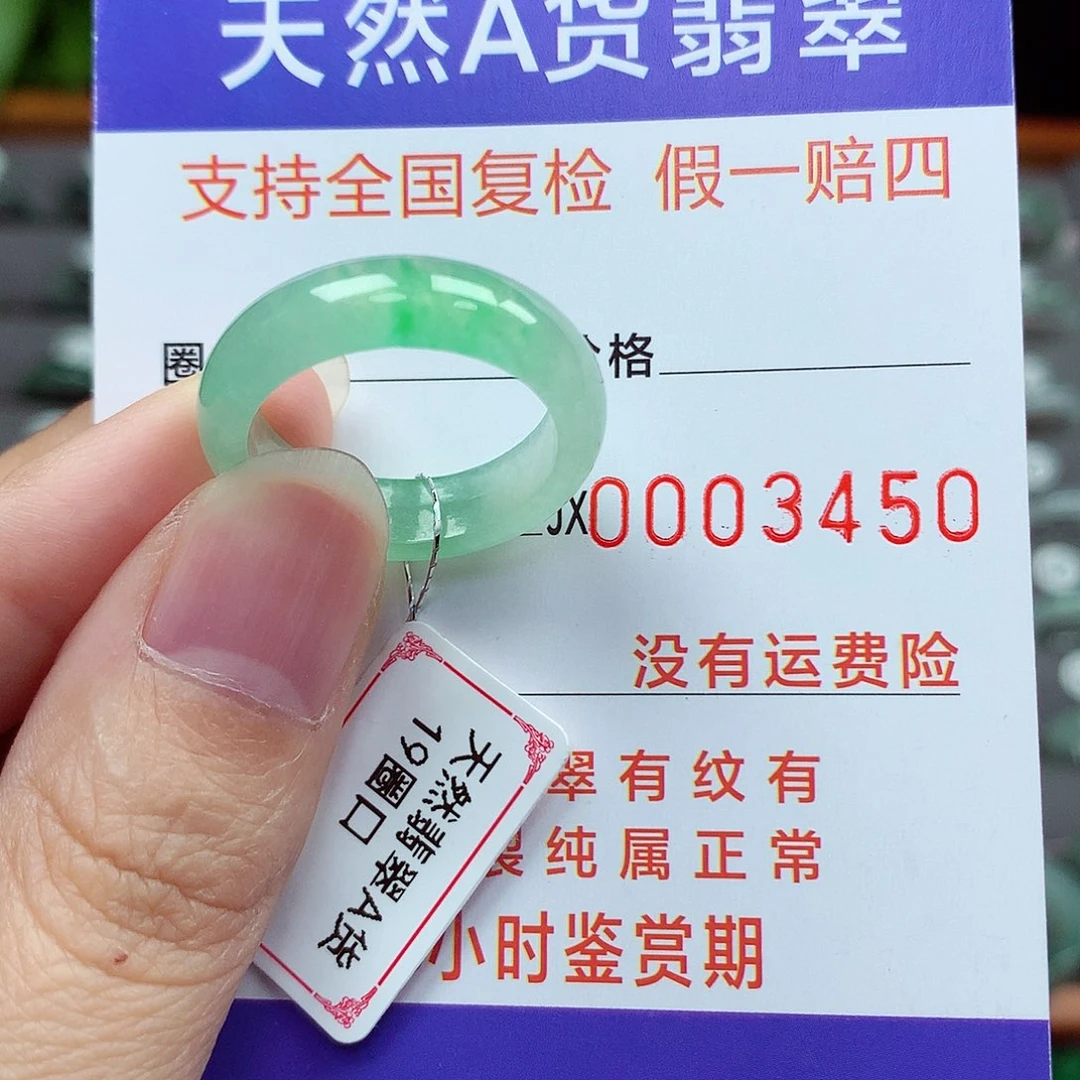 天然A货翡翠
支持全国复检 假一赔四
圈
格
JX0003450
没有运费险
翠有纹有
纯属正常
小时鉴赏期
天然翡翠A货
19圈口